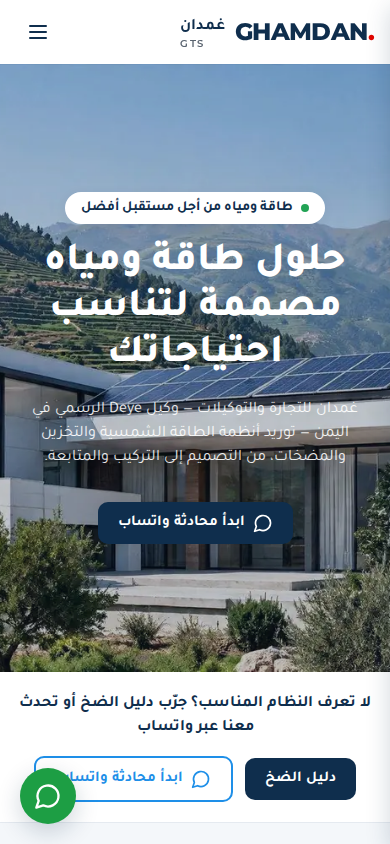 GHAMDAN.
غمدان
GTS
طاقة ومياه من أجل مستقبل أفضل
حلول طاقة ومياه
مصممة لتناسب
احتياجاتك
غمدان للتجارة والتوكيلات – وكيل Deye الرسمي في
اليمن – توريد أنظمة الطاقة الشمسية والتخزين
والمضخات، من التصميم إلى التركيب والمتابعة.
ابدأ محادثة واتساب
لا تعرف النظام المناسب؟ جرّب دليل الضخ أو تحدث
معنا عبر واتساب
دليل الضخ
ابدأ محادثة واتساب